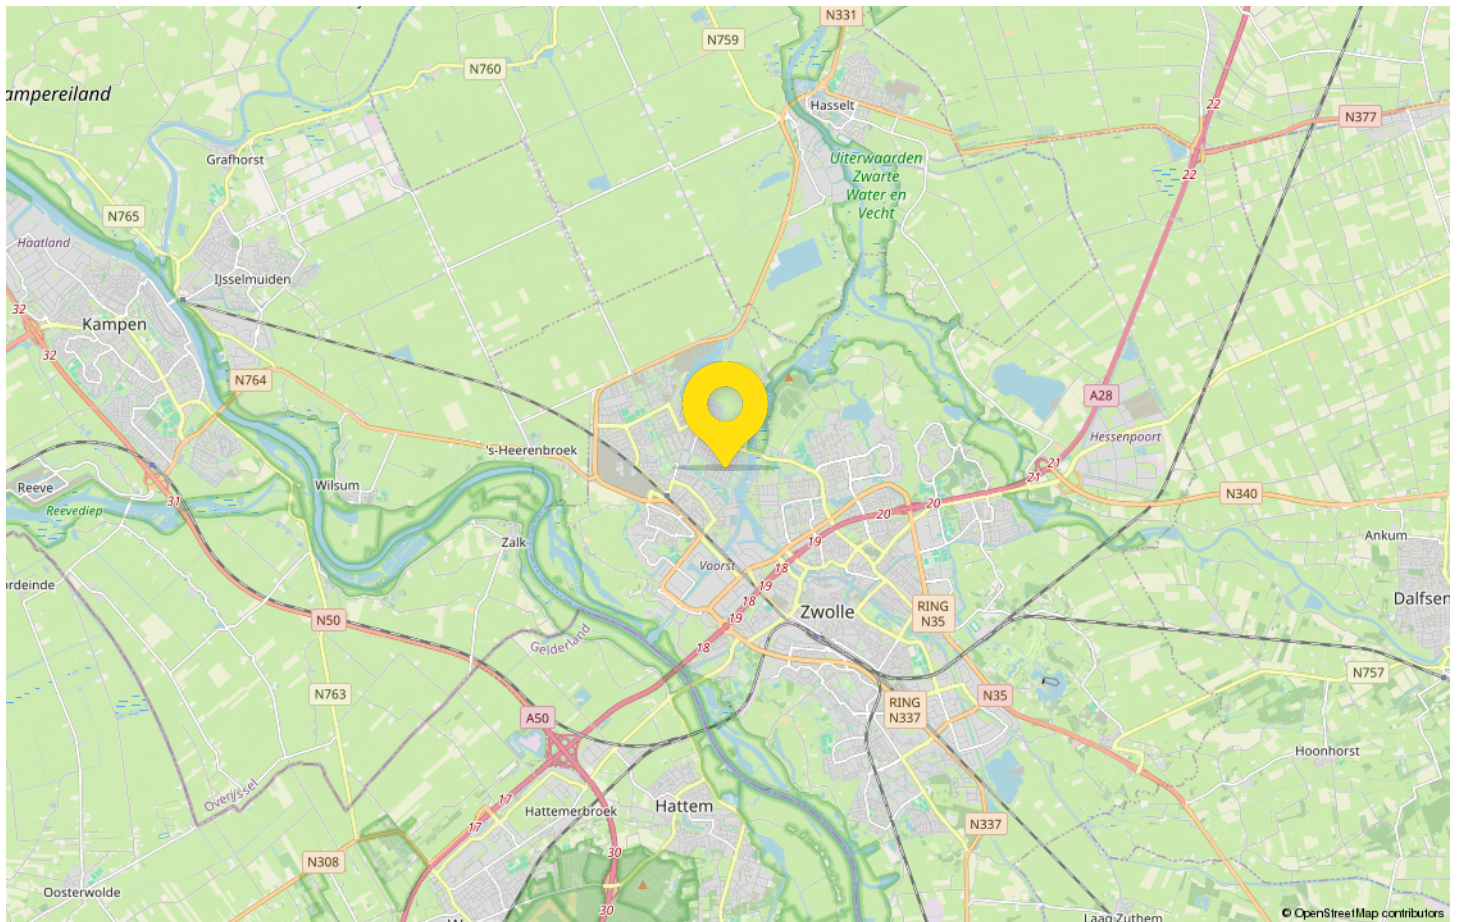 N331
N759
N760
ampereiland
Hasselt
22
N377
Grafhorst
Uiterwaarden
Zwarte
Water en
Vecht
22
N765
Haatland
IJsselmuiden
32
Kampen
32
N764
A28
Hessenpoort
's-Heerenbroek
21
21
Reeve
Wilsum
31
N340
20
20
Reevediep
Ankum
Zalk
19
Voorst
18
ordeinde
19
18
Dalfsen
Zwolle
RING
N35
N50
19
Gelderland
18
N757
N763
N35
RING
N337
A50
Hoonhorst
Overijssel
17
Hattem
Hattemerbroek
17
N337
30
N308
Oosterwolde
30
Laag Zuthem
© OpenStreetMap contributors